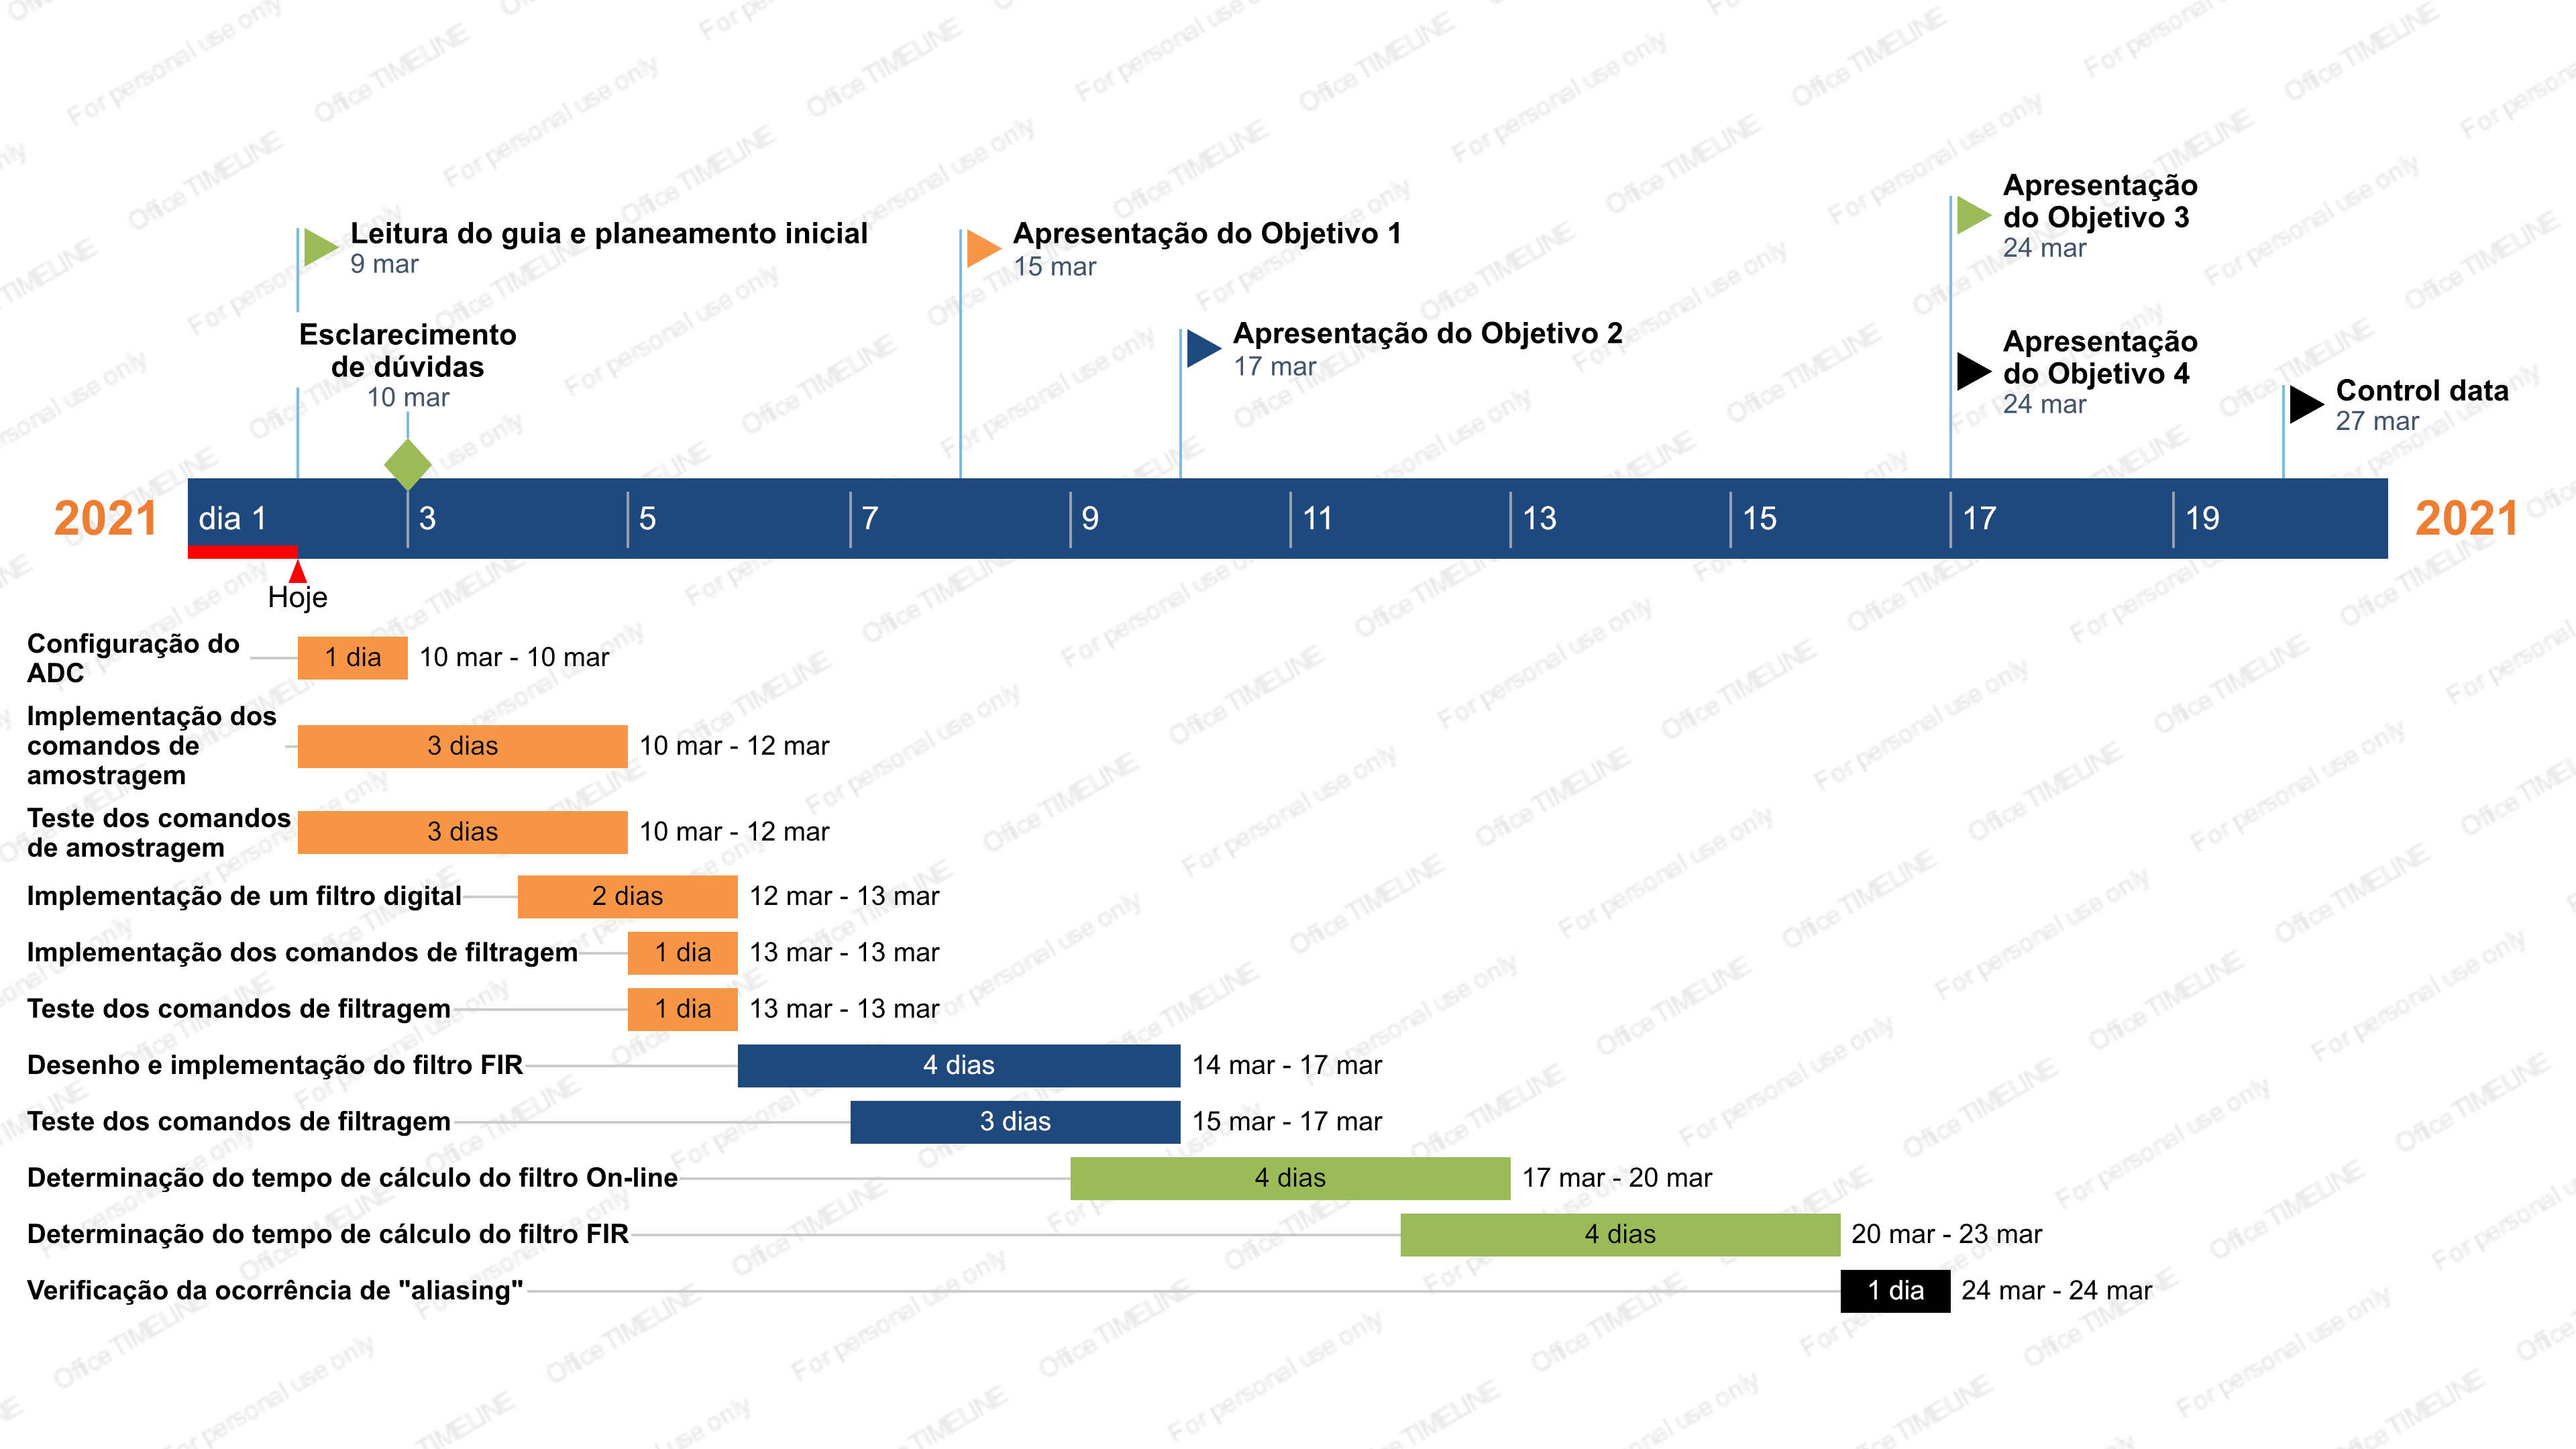 Leitura do guia e planeamento inicial
9 mar
Esclarecimento
de dúvidas
10 mar
Apresentação do Objetivo 1
15 mar
Apresentação do Objetivo 2
17 mar
Apresentação
do Objetivo 3
24 mar
Apresentação
do Objetivo 4
24 mar
Control data
27 mar
2021
dia 1
3
5
7
9
11
13
15
17
19
2021
Hoje
Configuração do
ADC
1 dia
10 mar - 10 mar
Implementação dos
comandos de
amostragem
3 dias
10 mar - 12 mar
Teste dos comandos
de amostragem
3 dias
10 mar - 12 mar
Implementação de um filtro digital
2 dias
12 mar - 13 mar
Implementação dos comandos de filtragem
1 dia
13 mar - 13 mar
Teste dos comandos de filtragem
1 dia
13 mar - 13 mar
Desenho e implementação do filtro FIR
4 dias
14 mar - 17 mar
Teste dos comandos de filtragem
3 dias
15 mar - 17 mar
Determinação do tempo de cálculo do filtro On-line
4 dias
17 mar - 20 mar
Determinação do tempo de cálculo do filtro FIR
4 dias
20 mar - 23 mar
Verificação da ocorrência de "aliasing"
1 dia
24 mar - 24 mar
Office TIMELINE For personal use only